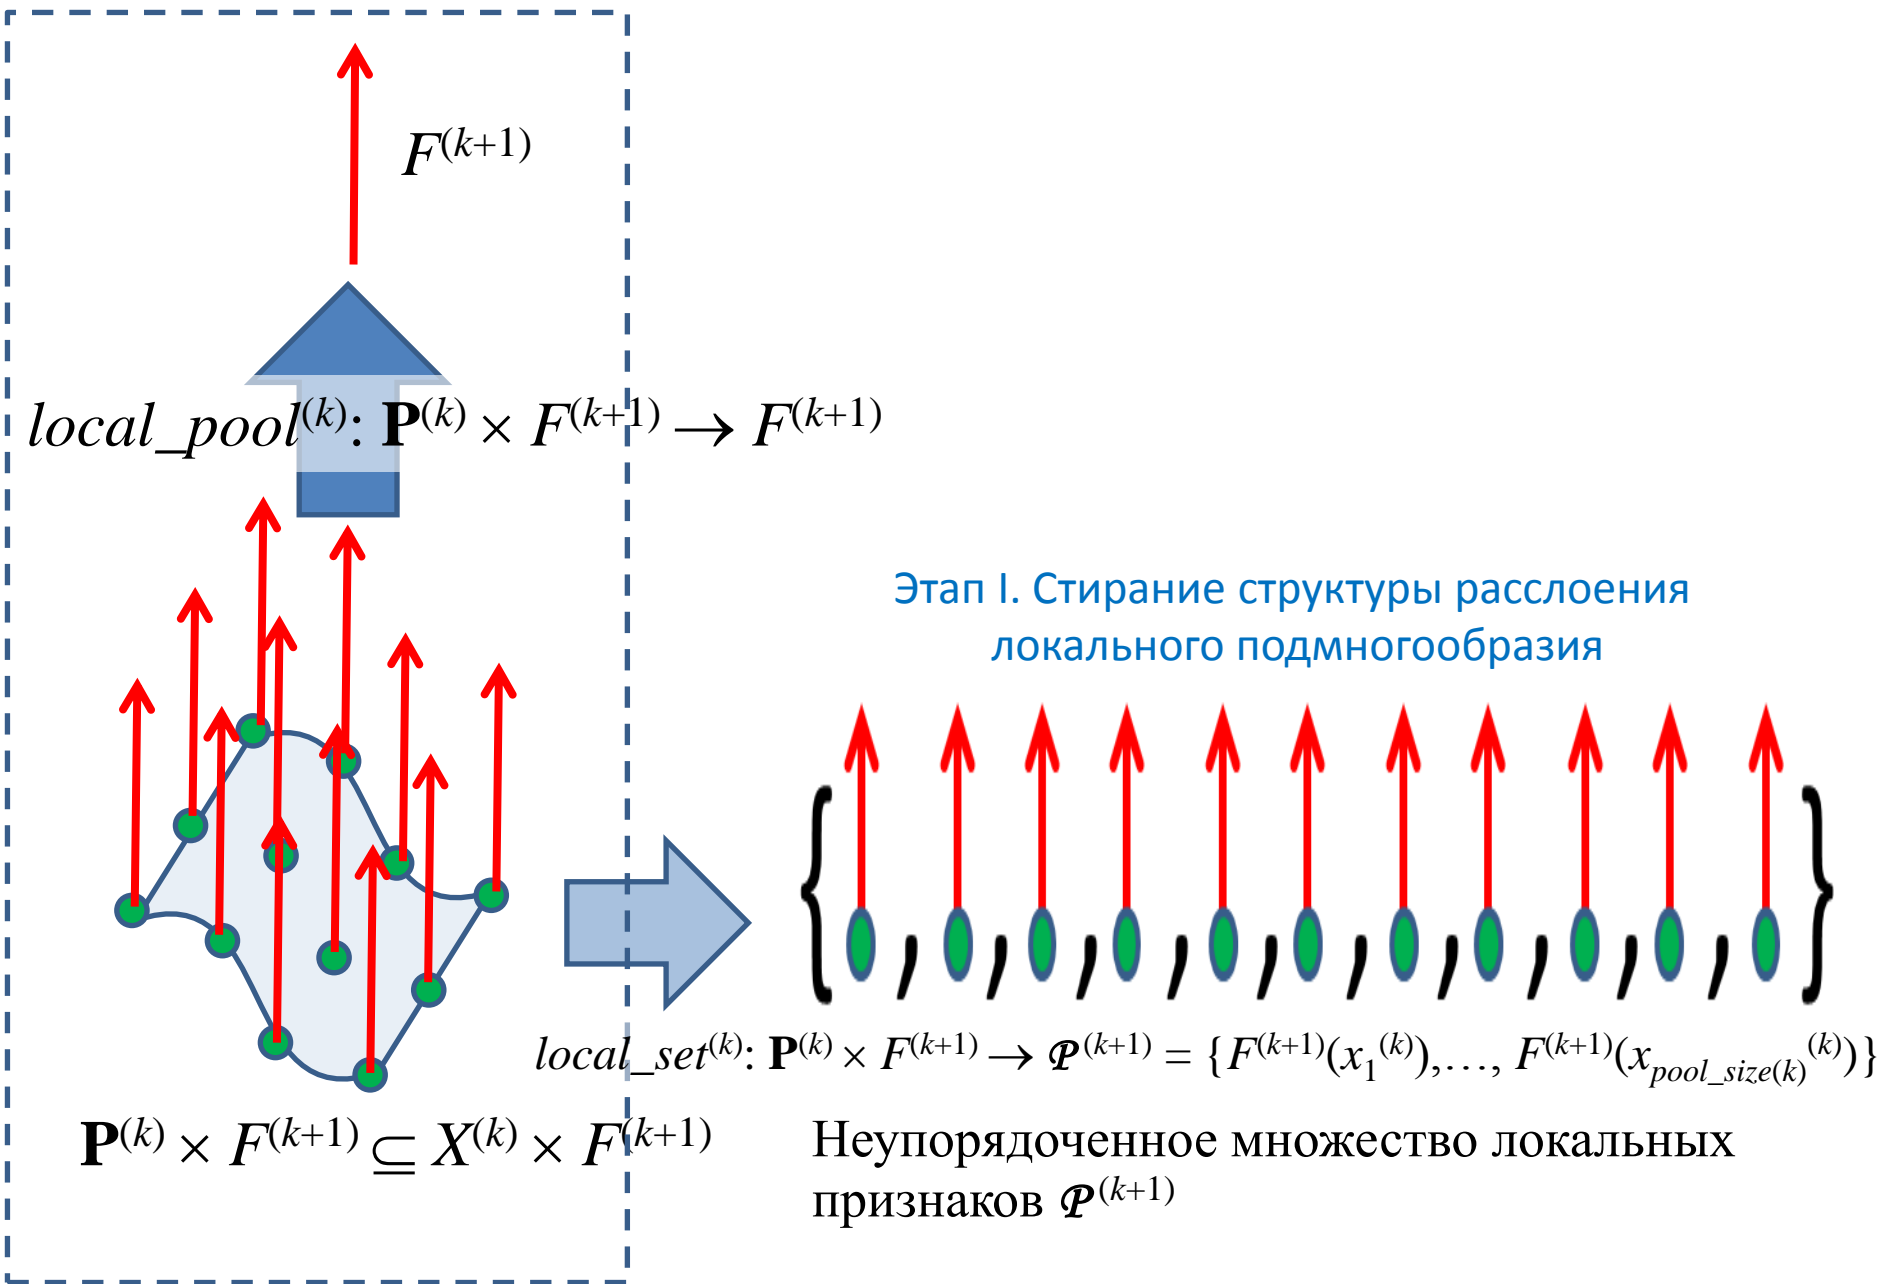 F^(k+1)
local_pool^(k): P^(k) × F^(k+1) → F^(k+1)
Этап I. Стирание структуры расслоения
локального подмногообразия
{ , , , , , , , , , , }
local_set^(k): P^(k) × F^(k+1) → 𝓟^(k+1) = {F^(k+1)(x_1^(k)),…, F^(k+1)(x_pool_size(k)^(k))}
P^(k) × F^(k+1) ⊆ X^(k) × F^(k+1)
Неупорядоченное множество локальных
признаков 𝓟^(k+1)